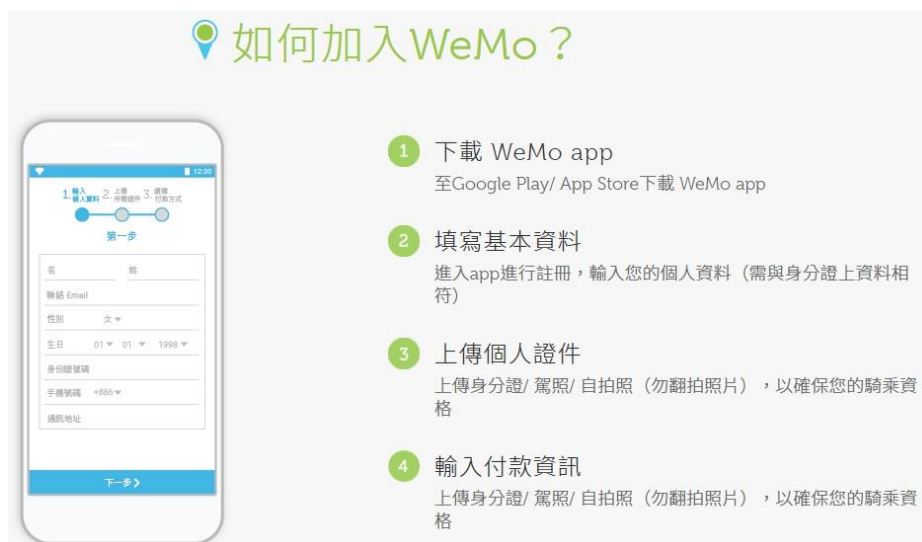 如何加入WeMo？
12:30
1. 輸入個人資料 2. 上傳所需證件 3. 選擇付款方式
第一步
名 姓
聯絡 Email
性別
生日 01 01 1998
身份證號碼
手機號碼 +886
通訊地址
下一步
1 下載 WeMo app
至Google Play/ App Store下載 WeMo app
2 填寫基本資料
進入app進行註冊，輸入您的個人資料（需與身分證上資料相
符）
3 上傳個人證件
上傳身分證/ 駕照/ 自拍照（勿翻拍照片），以確保您的騎乘資
格
4 輸入付款資訊
上傳身分證/ 駕照/ 自拍照（勿翻拍照片），以確保您的騎乘資
格